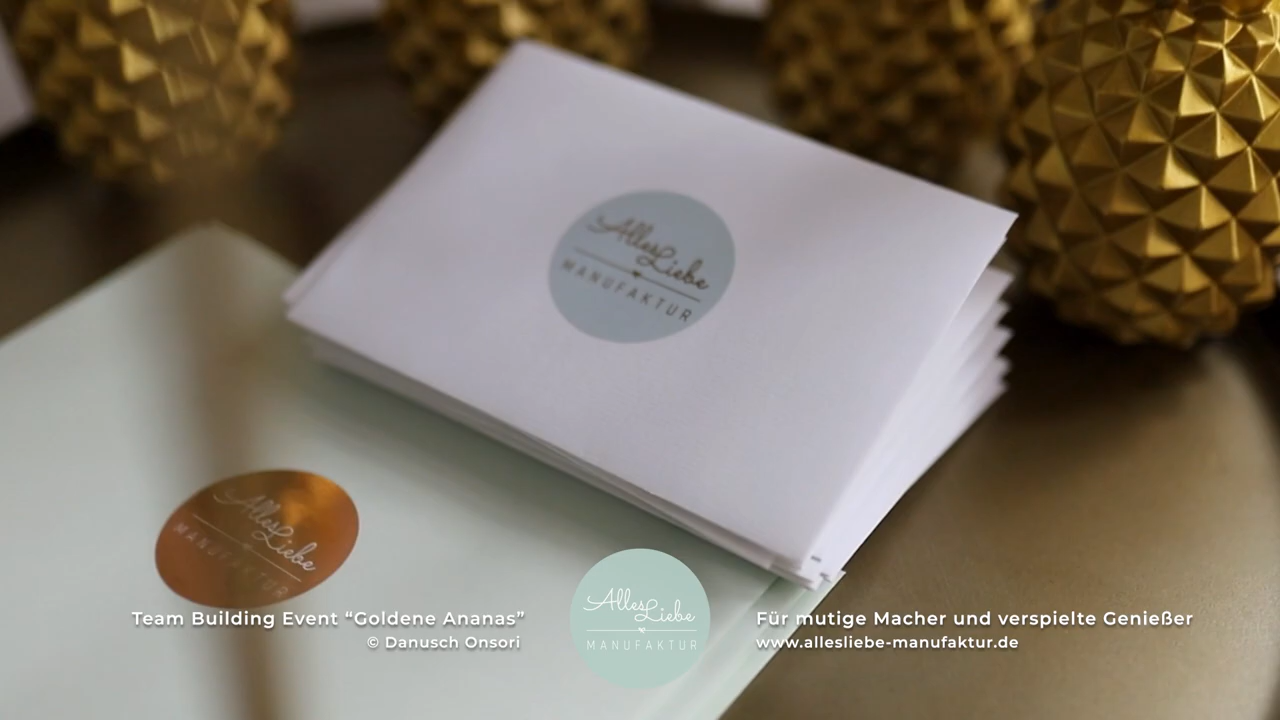 Alles Liebe
MANUFAKTUR
Alles Liebe
MANUFAKTUR
Team Building Event “Goldene Ananas”
© Danusch Onsori
Alles Liebe
MANUFAKTUR
Für mutige Macher und verspielte Genießer
www.allesliebe-manufaktur.de